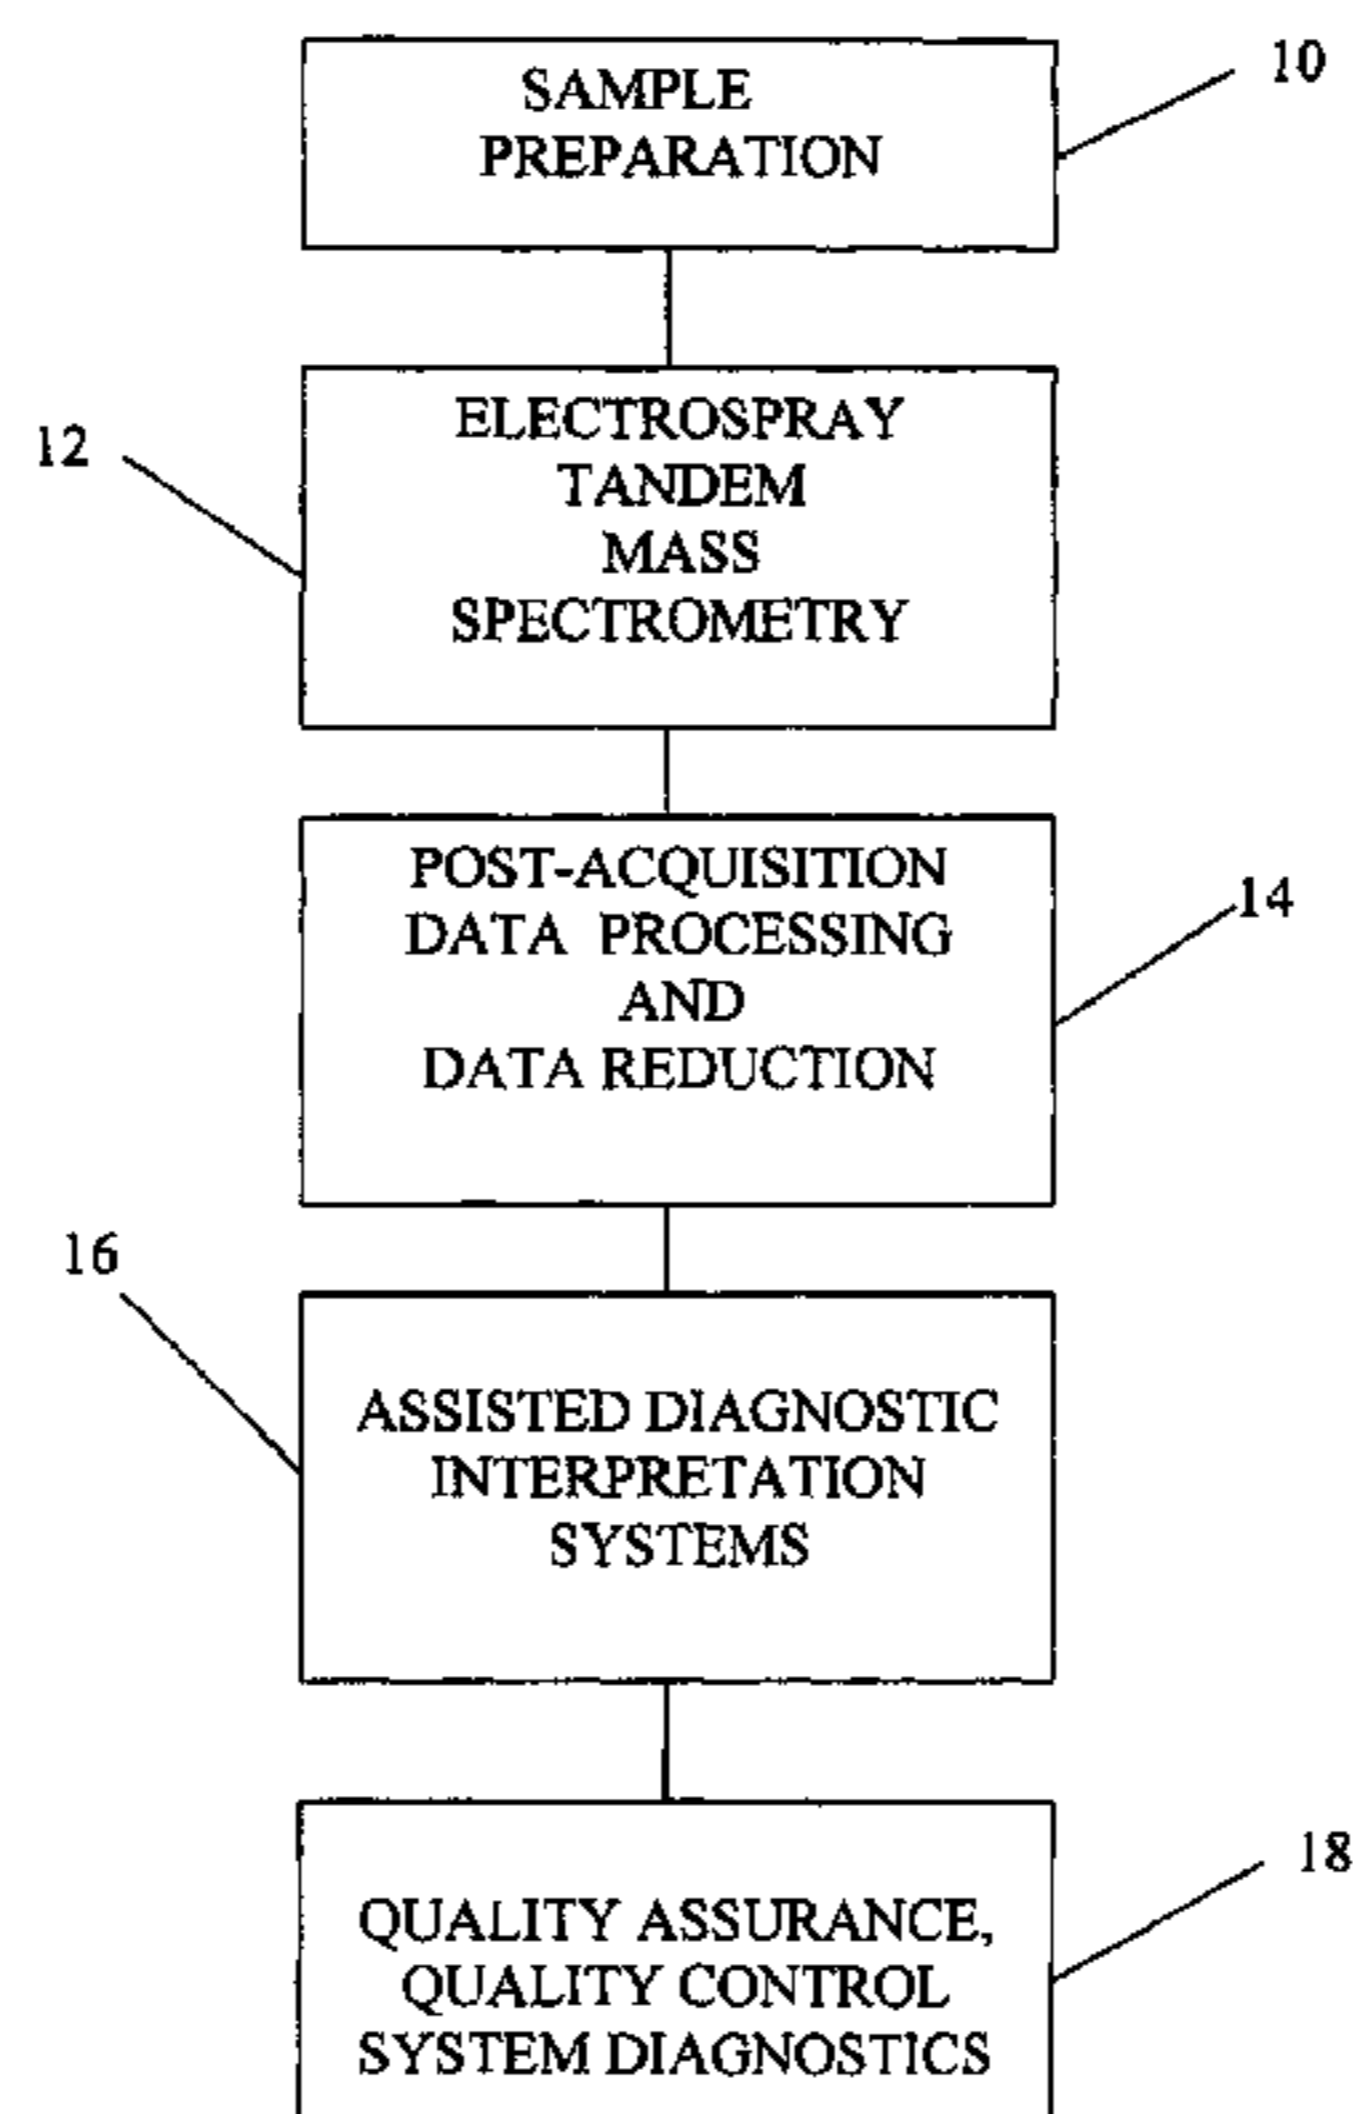 SAMPLE
PREPARATION
10
12
ELECTROSPRAY
TANDEM
MASS
SPECTROMETRY
POST-ACQUISITION
DATA PROCESSING
AND
DATA REDUCTION
14
16
ASSISTED DIAGNOSTIC
INTERPRETATION
SYSTEMS
18
QUALITY ASSURANCE,
QUALITY CONTROL
SYSTEM DIAGNOSTICS